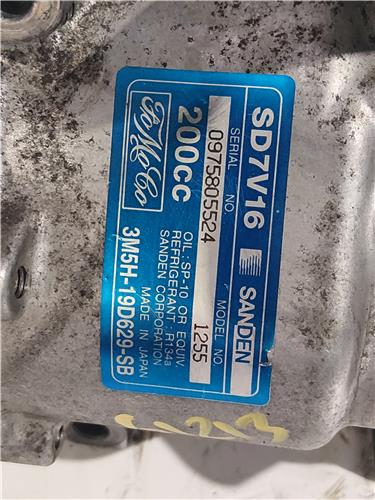 SD7V16 SANDEN
SERIAL NO. MODEL NO.
0975805524 1255
200cc
OIL: SP-10 OR EQUIV.
REFRIGERANT: R134a
SANDEN CORPORATION
MADE IN JAPAN
FoMoCo
3M5H-19D629-SB